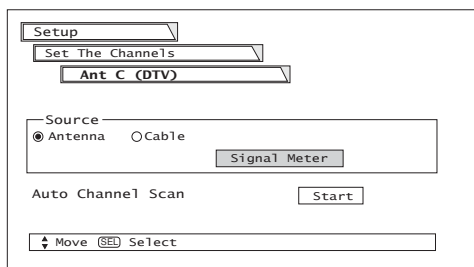 Setup
Set The Channels
Ant C (DTV)
Source
Antenna Cable
Signal Meter
Auto Channel Scan Start
Move SEL Select